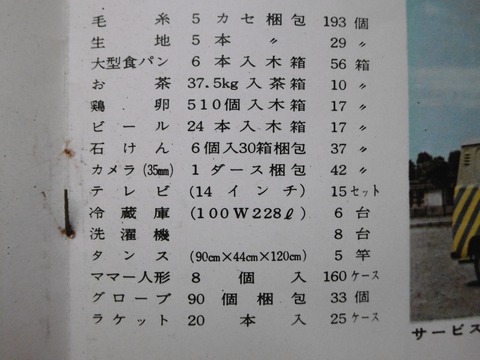 毛糸 5カセ梱包 193個
生地 5本 〃 29〃
大型食パン 6本入木箱 56箱
お茶 37.5kg入茶箱 10〃
鶏卵 510個入木箱 17〃
ビール 24本入木箱 17〃
石けん 6個入30箱梱包 37〃
カメラ(35mm) 1ダース梱包 42〃
テレビ (14インチ) 15セット
冷蔵庫 (100W228ℓ) 6台
洗濯機 8台
タンス (90cm×44cm×120cm) 5竿
ママー人形 8個入 160ケース
グローブ 90個梱包 33個
ラケット 20本入 25ケース
サービス